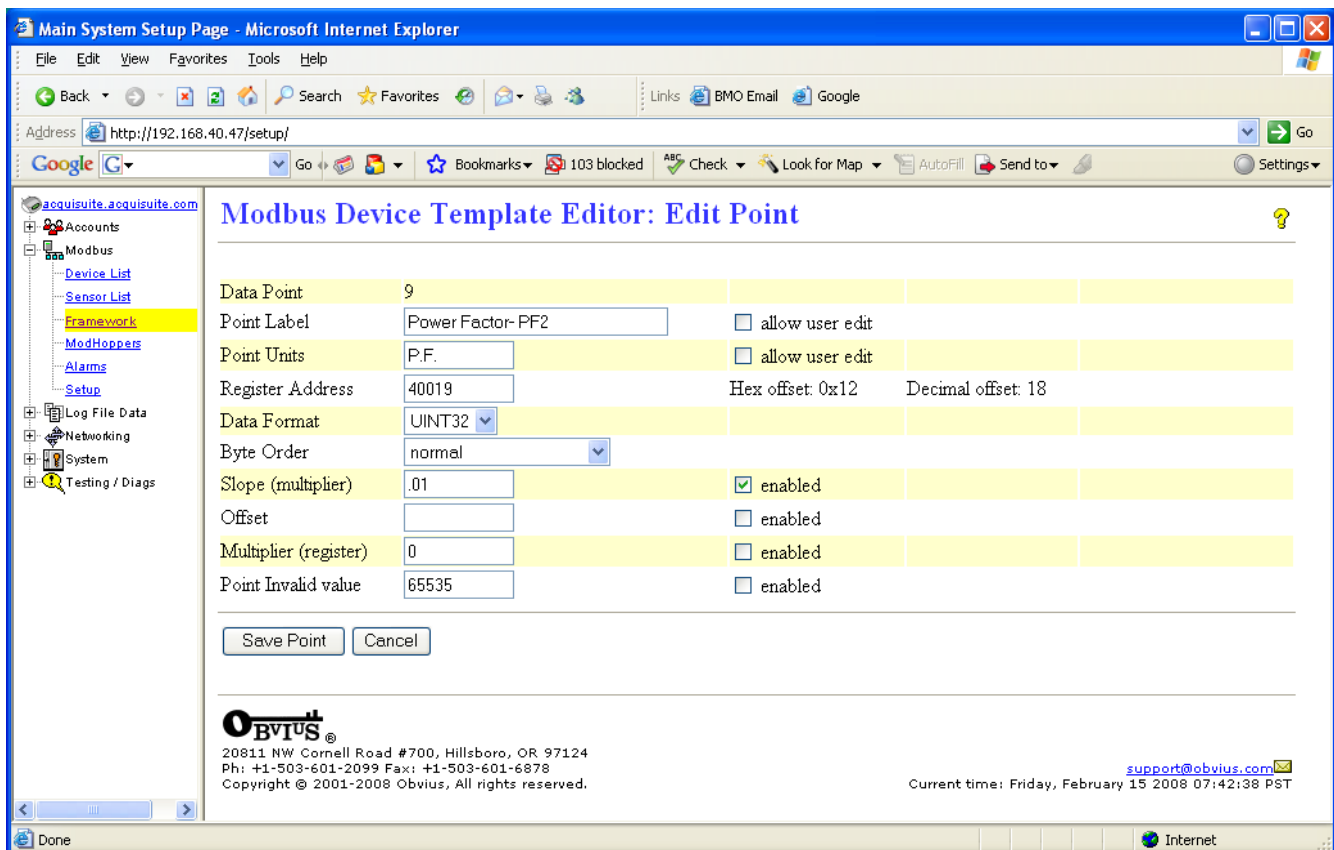 Main System Setup Page - Microsoft Internet Explorer
File Edit View Favorites Tools Help
Back Search Favorites Links BMO Email Google
Address http://192.168.40.47/setup/ Go
Google G Go Bookmarks 103 blocked ABC Check Look for Map AutoFill Send to Settings
acquisuite.acquisuite.com
Accounts
Modbus
Device List
Sensor List
Framework
ModHoppers
Alarms
Setup
Log File Data
Networking
System
Testing / Diags
Modbus Device Template Editor: Edit Point
?
Data Point 9
Point Label Power Factor- PF2 allow user edit
Point Units P.F. allow user edit
Register Address 40019 Hex offset: 0x12 Decimal offset: 18
Data Format UINT32
Byte Order normal
Slope (multiplier) .01 enabled
Offset enabled
Multiplier (register) 0 enabled
Point Invalid value 65535 enabled
Save Point Cancel
OBVIUS ®
20811 NW Cornell Road #700, Hillsboro, OR 97124
Ph: +1-503-601-2099 Fax: +1-503-601-6878
Copyright © 2001-2008 Obvius, All rights reserved.
support@obvius.com
Current time: Friday, February 15 2008 07:42:38 PST
Done Internet